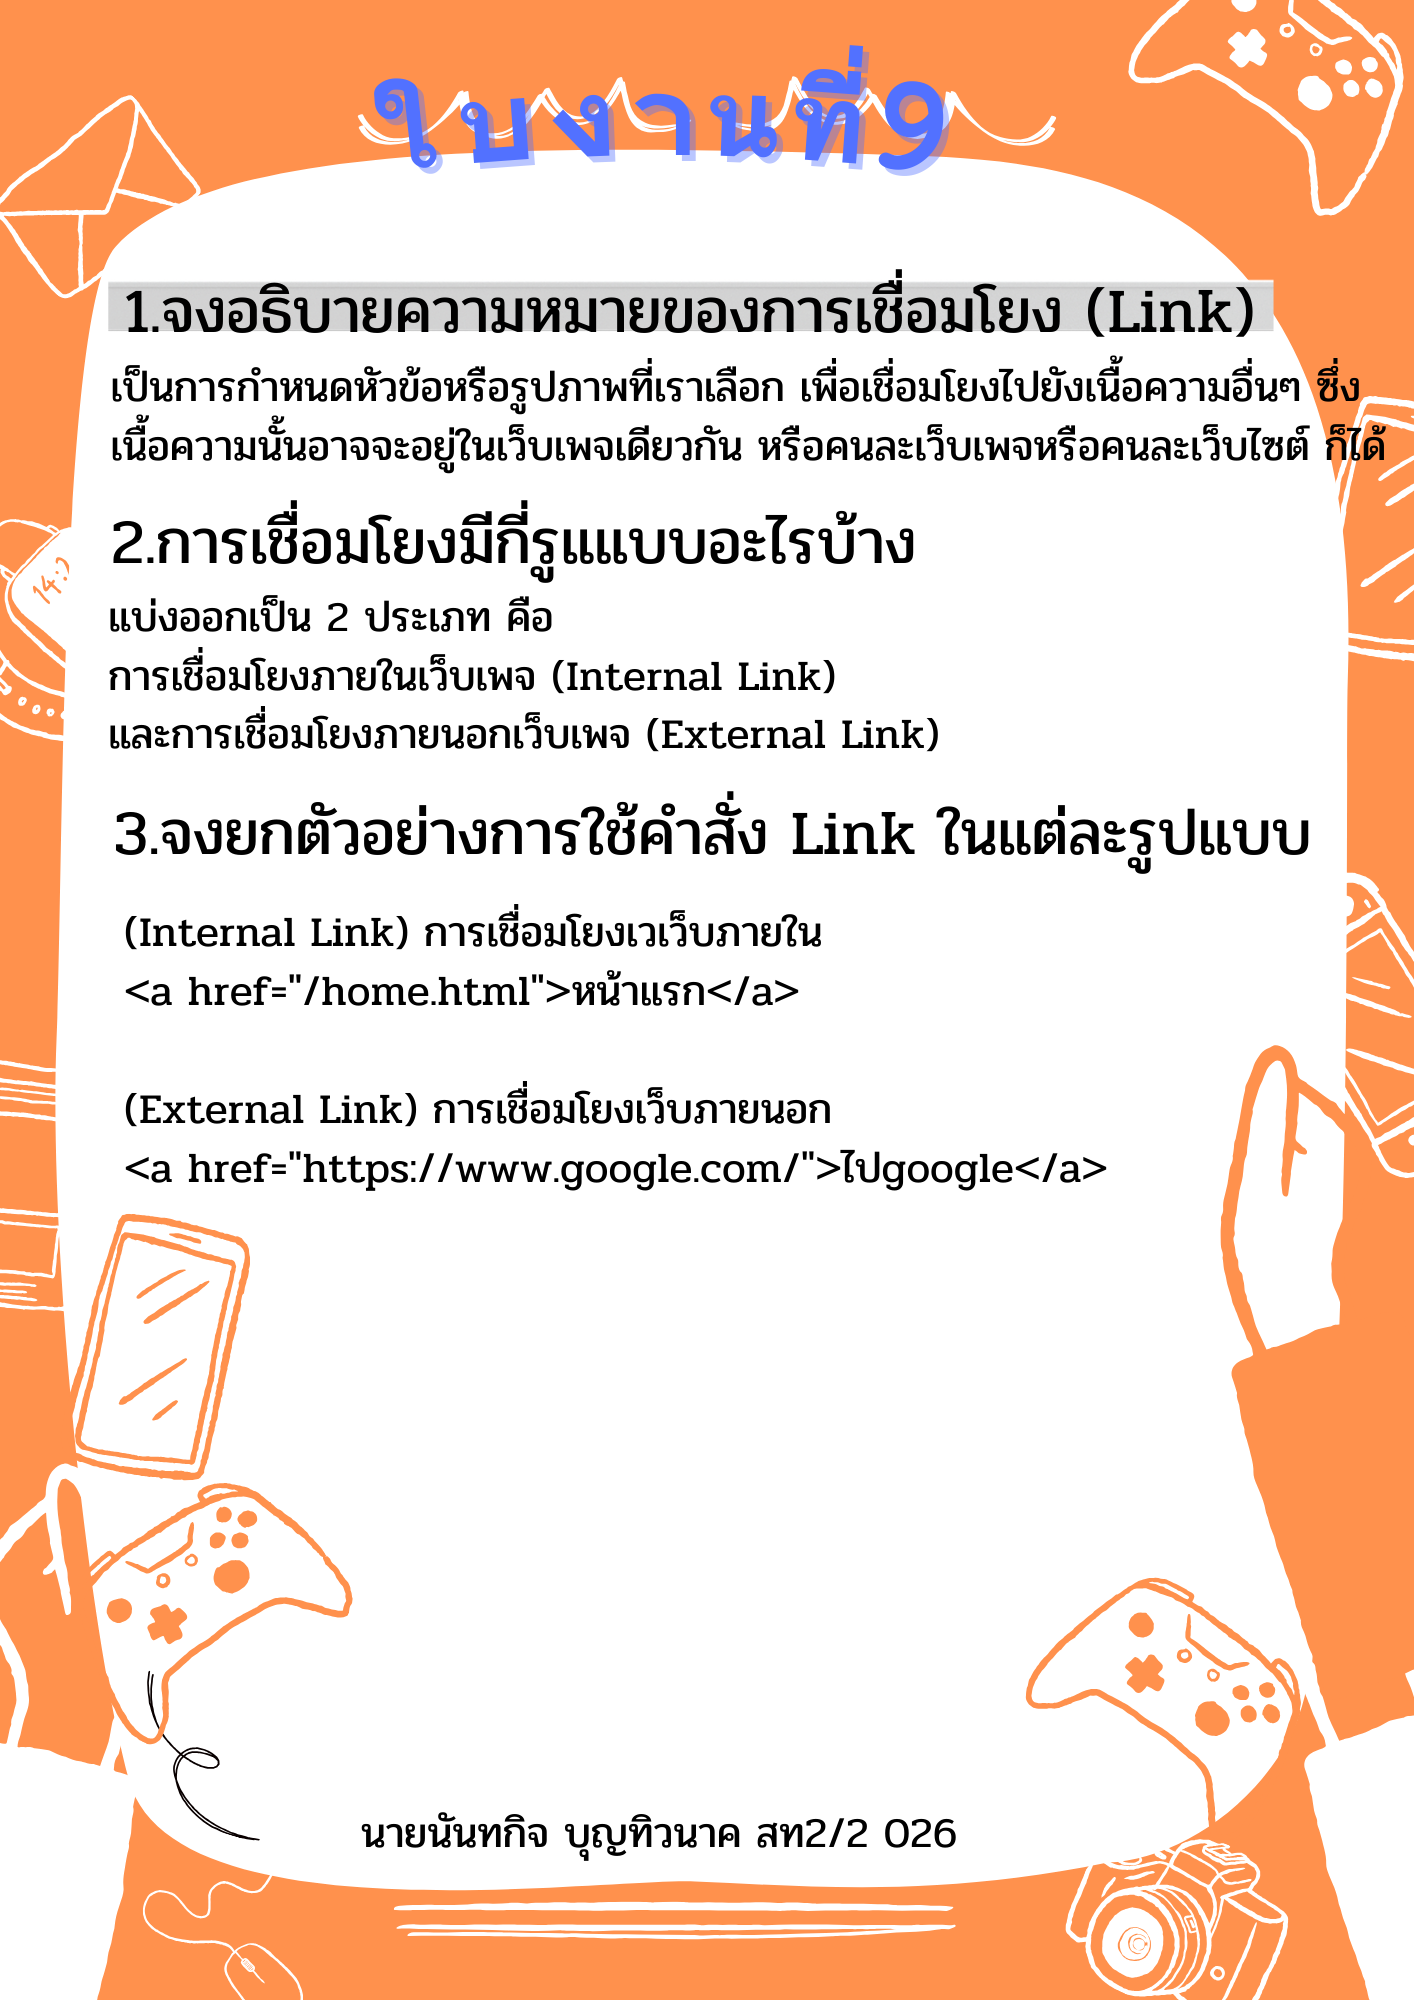 ใบงานที่9
1.จงอธิบายความหมายของการเชื่อมโยง (Link)
เป็นการกำหนดหัวข้อหรือรูปภาพที่เราเลือก เพื่อเชื่อมโยงไปยังเนื้อความอื่นๆ ซึ่ง
เนื้อความนั้นอาจจะอยู่ในเว็บเพจเดียวกัน หรือคนละเว็บเพจหรือคนละเว็บไซต์ ก็ได้
2.การเชื่อมโยงมีกี่รูแแบบอะไรบ้าง
14:2
แบ่งออกเป็น 2 ประเภท คือ
การเชื่อมโยงภายในเว็บเพจ (Internal Link)
และการเชื่อมโยงภายนอกเว็บเพจ (External Link)
3.จงยกตัวอย่างการใช้คำสั่ง Link ในแต่ละรูปแบบ
(Internal Link) การเชื่อมโยงเวเว็บภายใน
<a href="/home.html">หน้าแรก</a>
(External Link) การเชื่อมโยงเว็บภายนอก
<a href="https://www.google.com/">ไปgoogle</a>
นายนันทกิจ บุญทิวนาค สท2/2 026